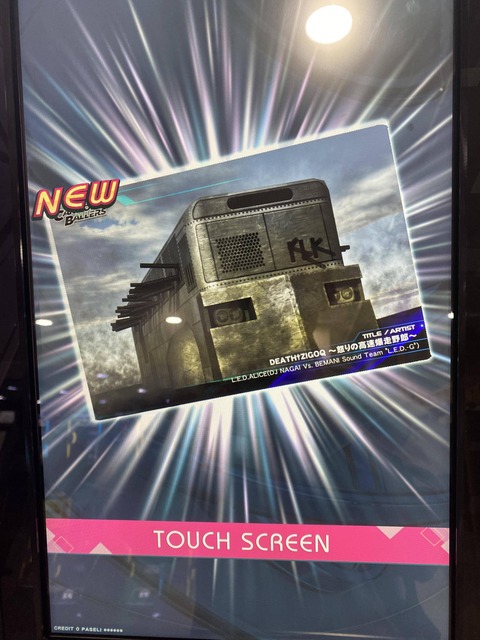 NEW
BALLERS
FLK
TITLE / ARTIST
DEATH†ZIGOQ ～怒りの高速爆走野郎～
L.E.D.ALICE(DJ NAGAI Vs. BEMANI Sound Team "L.E.D.-G")
TOUCH SCREEN
CREDIT 0 PASELI ******